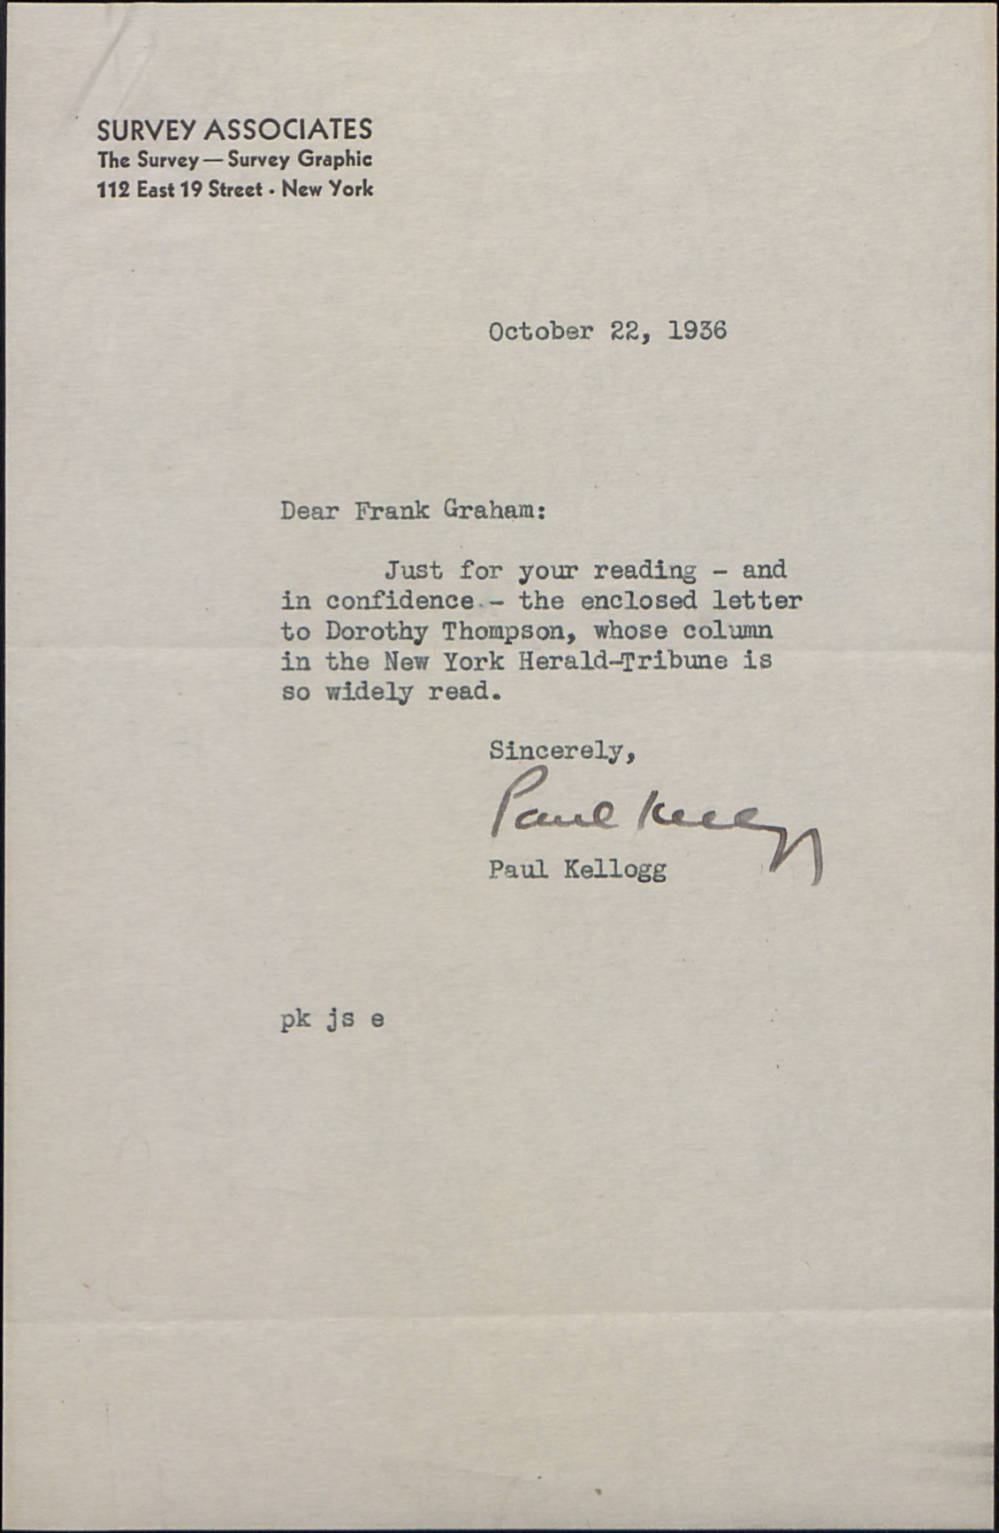 SURVEY ASSOCIATES
The Survey — Survey Graphic
112 East 19 Street · New York
October 22, 1936
Dear Frank Graham:
Just for your reading - and
in confidence - the enclosed letter
to Dorothy Thompson, whose column
in the New York Herald-Tribune is
so widely read.
Sincerely,
Paul Kellogg
Paul Kellogg
pk js e